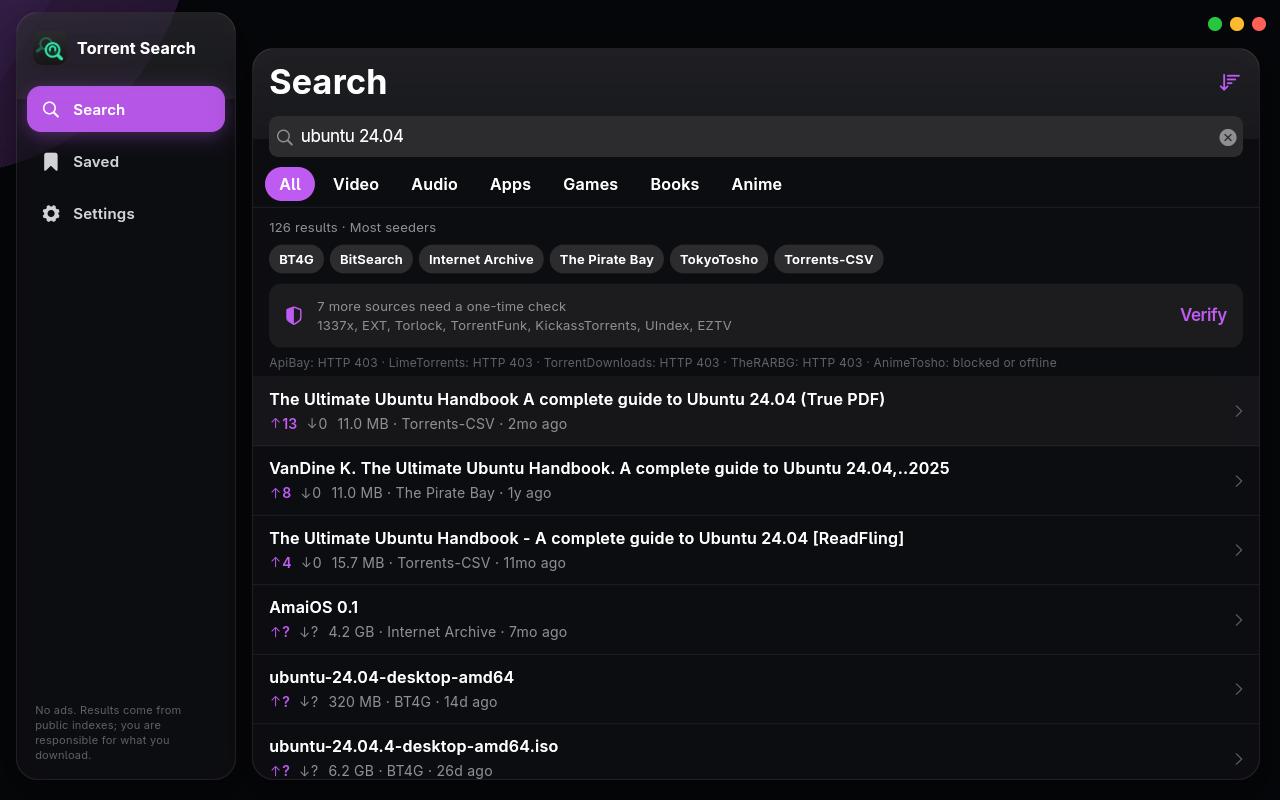 Torrent Search
Search
Saved
Settings
No ads. Results come from
public indexes; you are
responsible for what you
download.
Search
ubuntu 24.04
All Video Audio Apps Games Books Anime
126 results · Most seeders
BT4G BitSearch Internet Archive The Pirate Bay TokyoTosho Torrents-CSV
7 more sources need a one-time check
1337x, EXT, Torlock, TorrentFunk, KickassTorrents, UIndex, EZTV
Verify
ApiBay: HTTP 403 · LimeTorrents: HTTP 403 · TorrentDownloads: HTTP 403 · TheRARBG: HTTP 403 · AnimeTosho: blocked or offline
The Ultimate Ubuntu Handbook A complete guide to Ubuntu 24.04 (True PDF)
↑13 ↓0 11.0 MB · Torrents-CSV · 2mo ago
VanDine K. The Ultimate Ubuntu Handbook. A complete guide to Ubuntu 24.04,..2025
↑8 ↓0 11.0 MB · The Pirate Bay · 1y ago
The Ultimate Ubuntu Handbook - A complete guide to Ubuntu 24.04 [ReadFling]
↑4 ↓0 15.7 MB · Torrents-CSV · 11mo ago
AmaiOS 0.1
↑? ↓? 4.2 GB · Internet Archive · 7mo ago
ubuntu-24.04-desktop-amd64
↑? ↓? 320 MB · BT4G · 14d ago
ubuntu-24.04.4-desktop-amd64.iso
↑? ↓? 6.2 GB · BT4G · 26d ago